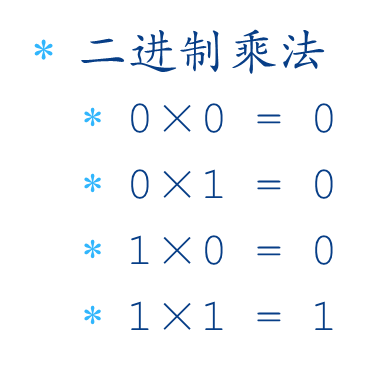 * 二进制乘法
* 0×0 = 0
* 0×1 = 0
* 1×0 = 0
* 1×1 = 1